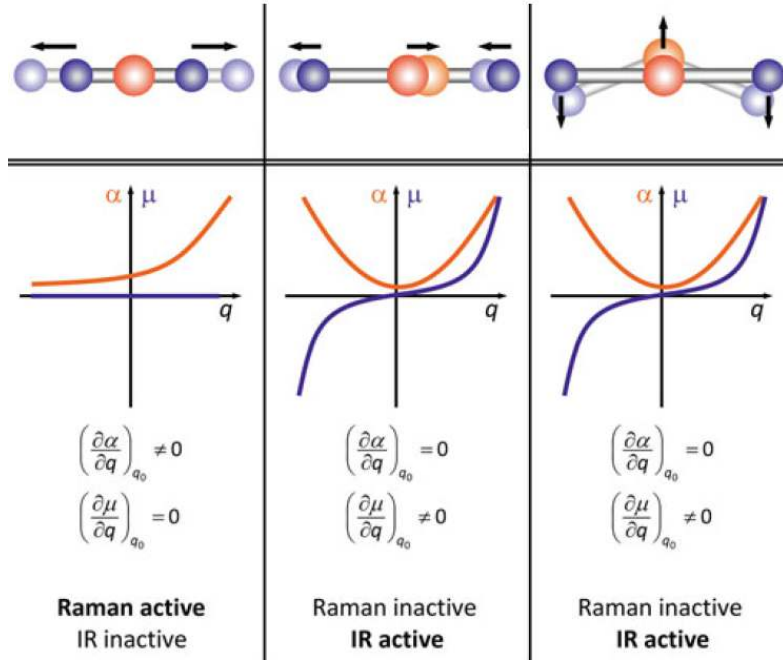 α μ
q
(∂α/∂q)q₀ ≠ 0
(∂μ/∂q)q₀ = 0
Raman active
IR inactive
α μ
q
(∂α/∂q)q₀ = 0
(∂μ/∂q)q₀ ≠ 0
Raman inactive
IR active
α μ
q
(∂α/∂q)q₀ = 0
(∂μ/∂q)q₀ ≠ 0
Raman inactive
IR active